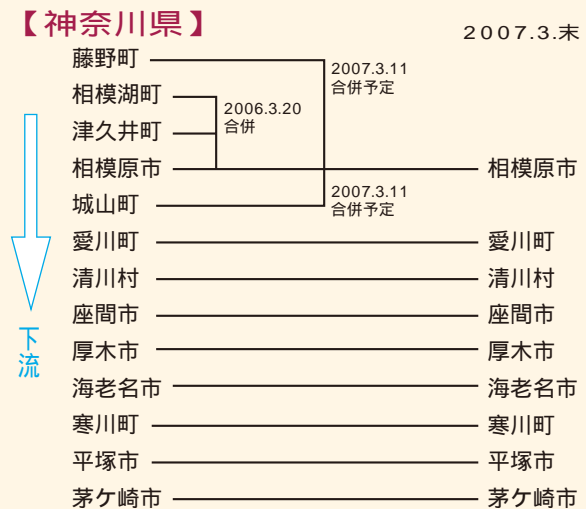 【神奈川県】
2007.3.末
藤野町
相模湖町
津久井町
相模原市
城山町
愛川町
清川村
座間市
厚木市
海老名市
寒川町
平塚市
茅ケ崎市
2006.3.20
合併
2007.3.11
合併予定
2007.3.11
合併予定
相模原市
愛川町
清川村
座間市
厚木市
海老名市
寒川町
平塚市
茅ケ崎市
下流